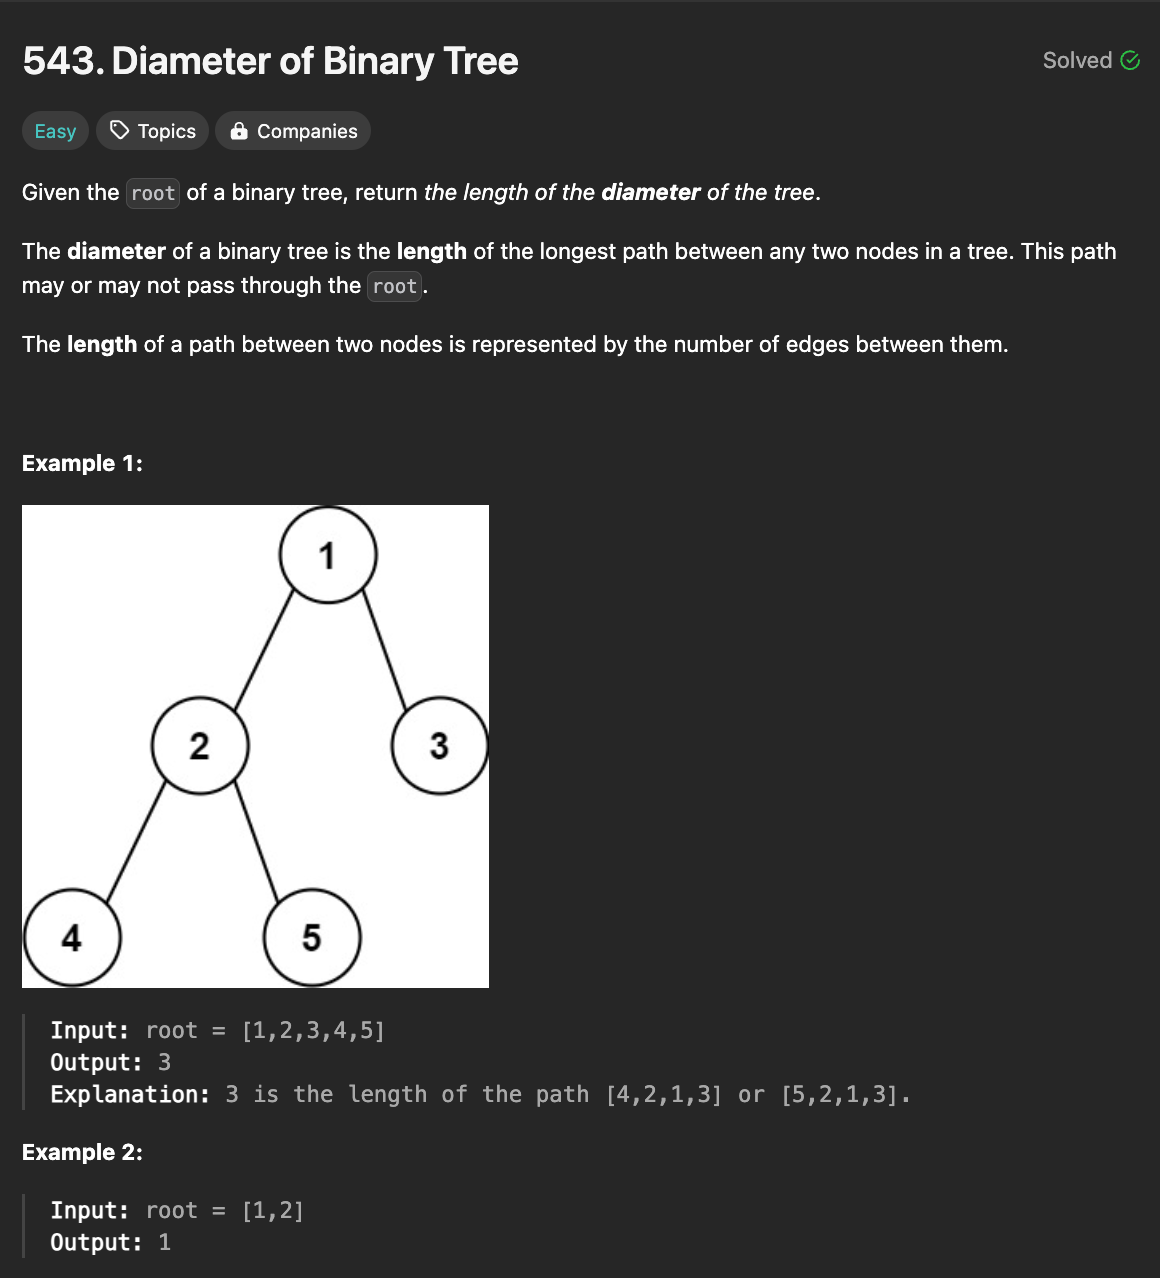 543. Diameter of Binary Tree
Solved
Easy
Topics
Companies
Given the root of a binary tree, return the length of the diameter of the tree.
The diameter of a binary tree is the length of the longest path between any two nodes in a tree. This path
may or may not pass through the root.
The length of a path between two nodes is represented by the number of edges between them.
Example 1:
1
2
3
4
5
Input: root = [1,2,3,4,5]
Output: 3
Explanation: 3 is the length of the path [4,2,1,3] or [5,2,1,3].
Example 2:
Input: root = [1,2]
Output: 1